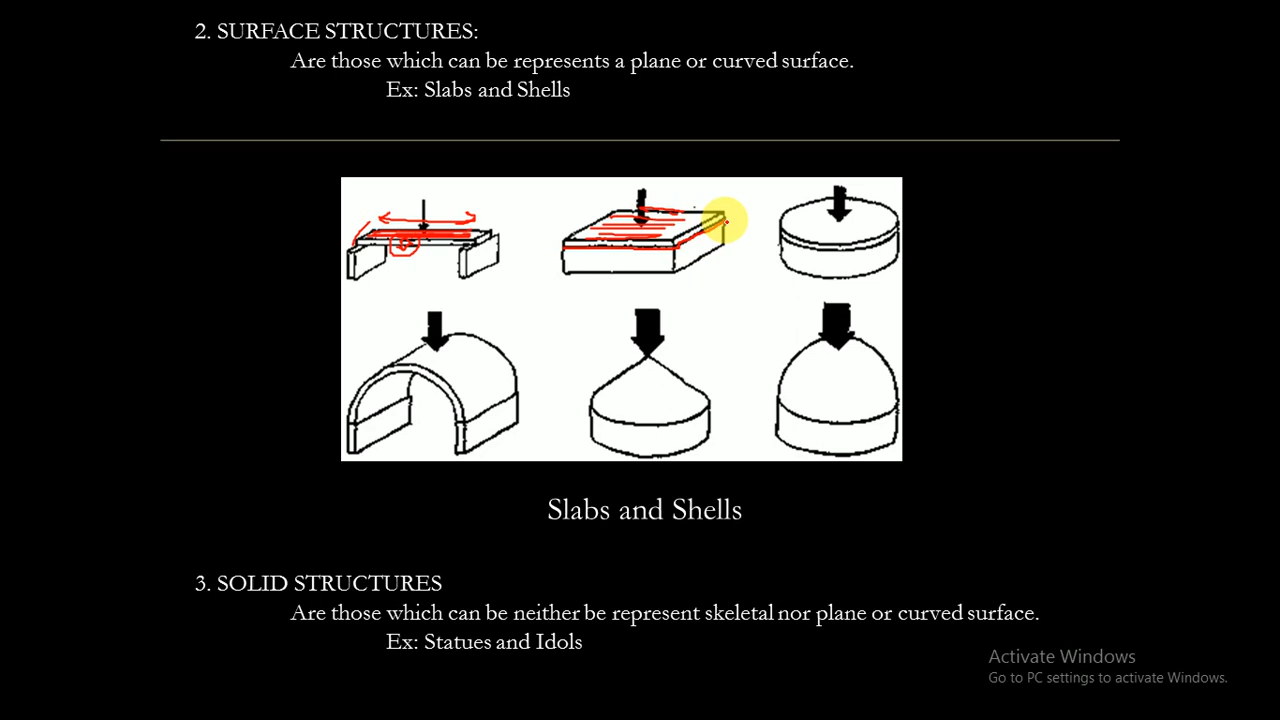 2. SURFACE STRUCTURES:
Are those which can be represents a plane or curved surface.
Ex: Slabs and Shells
Slabs and Shells
3. SOLID STRUCTURES
Are those which can be neither be represent skeletal nor plane or curved surface.
Ex: Statues and Idols
Activate Windows
Go to PC settings to activate Windows.